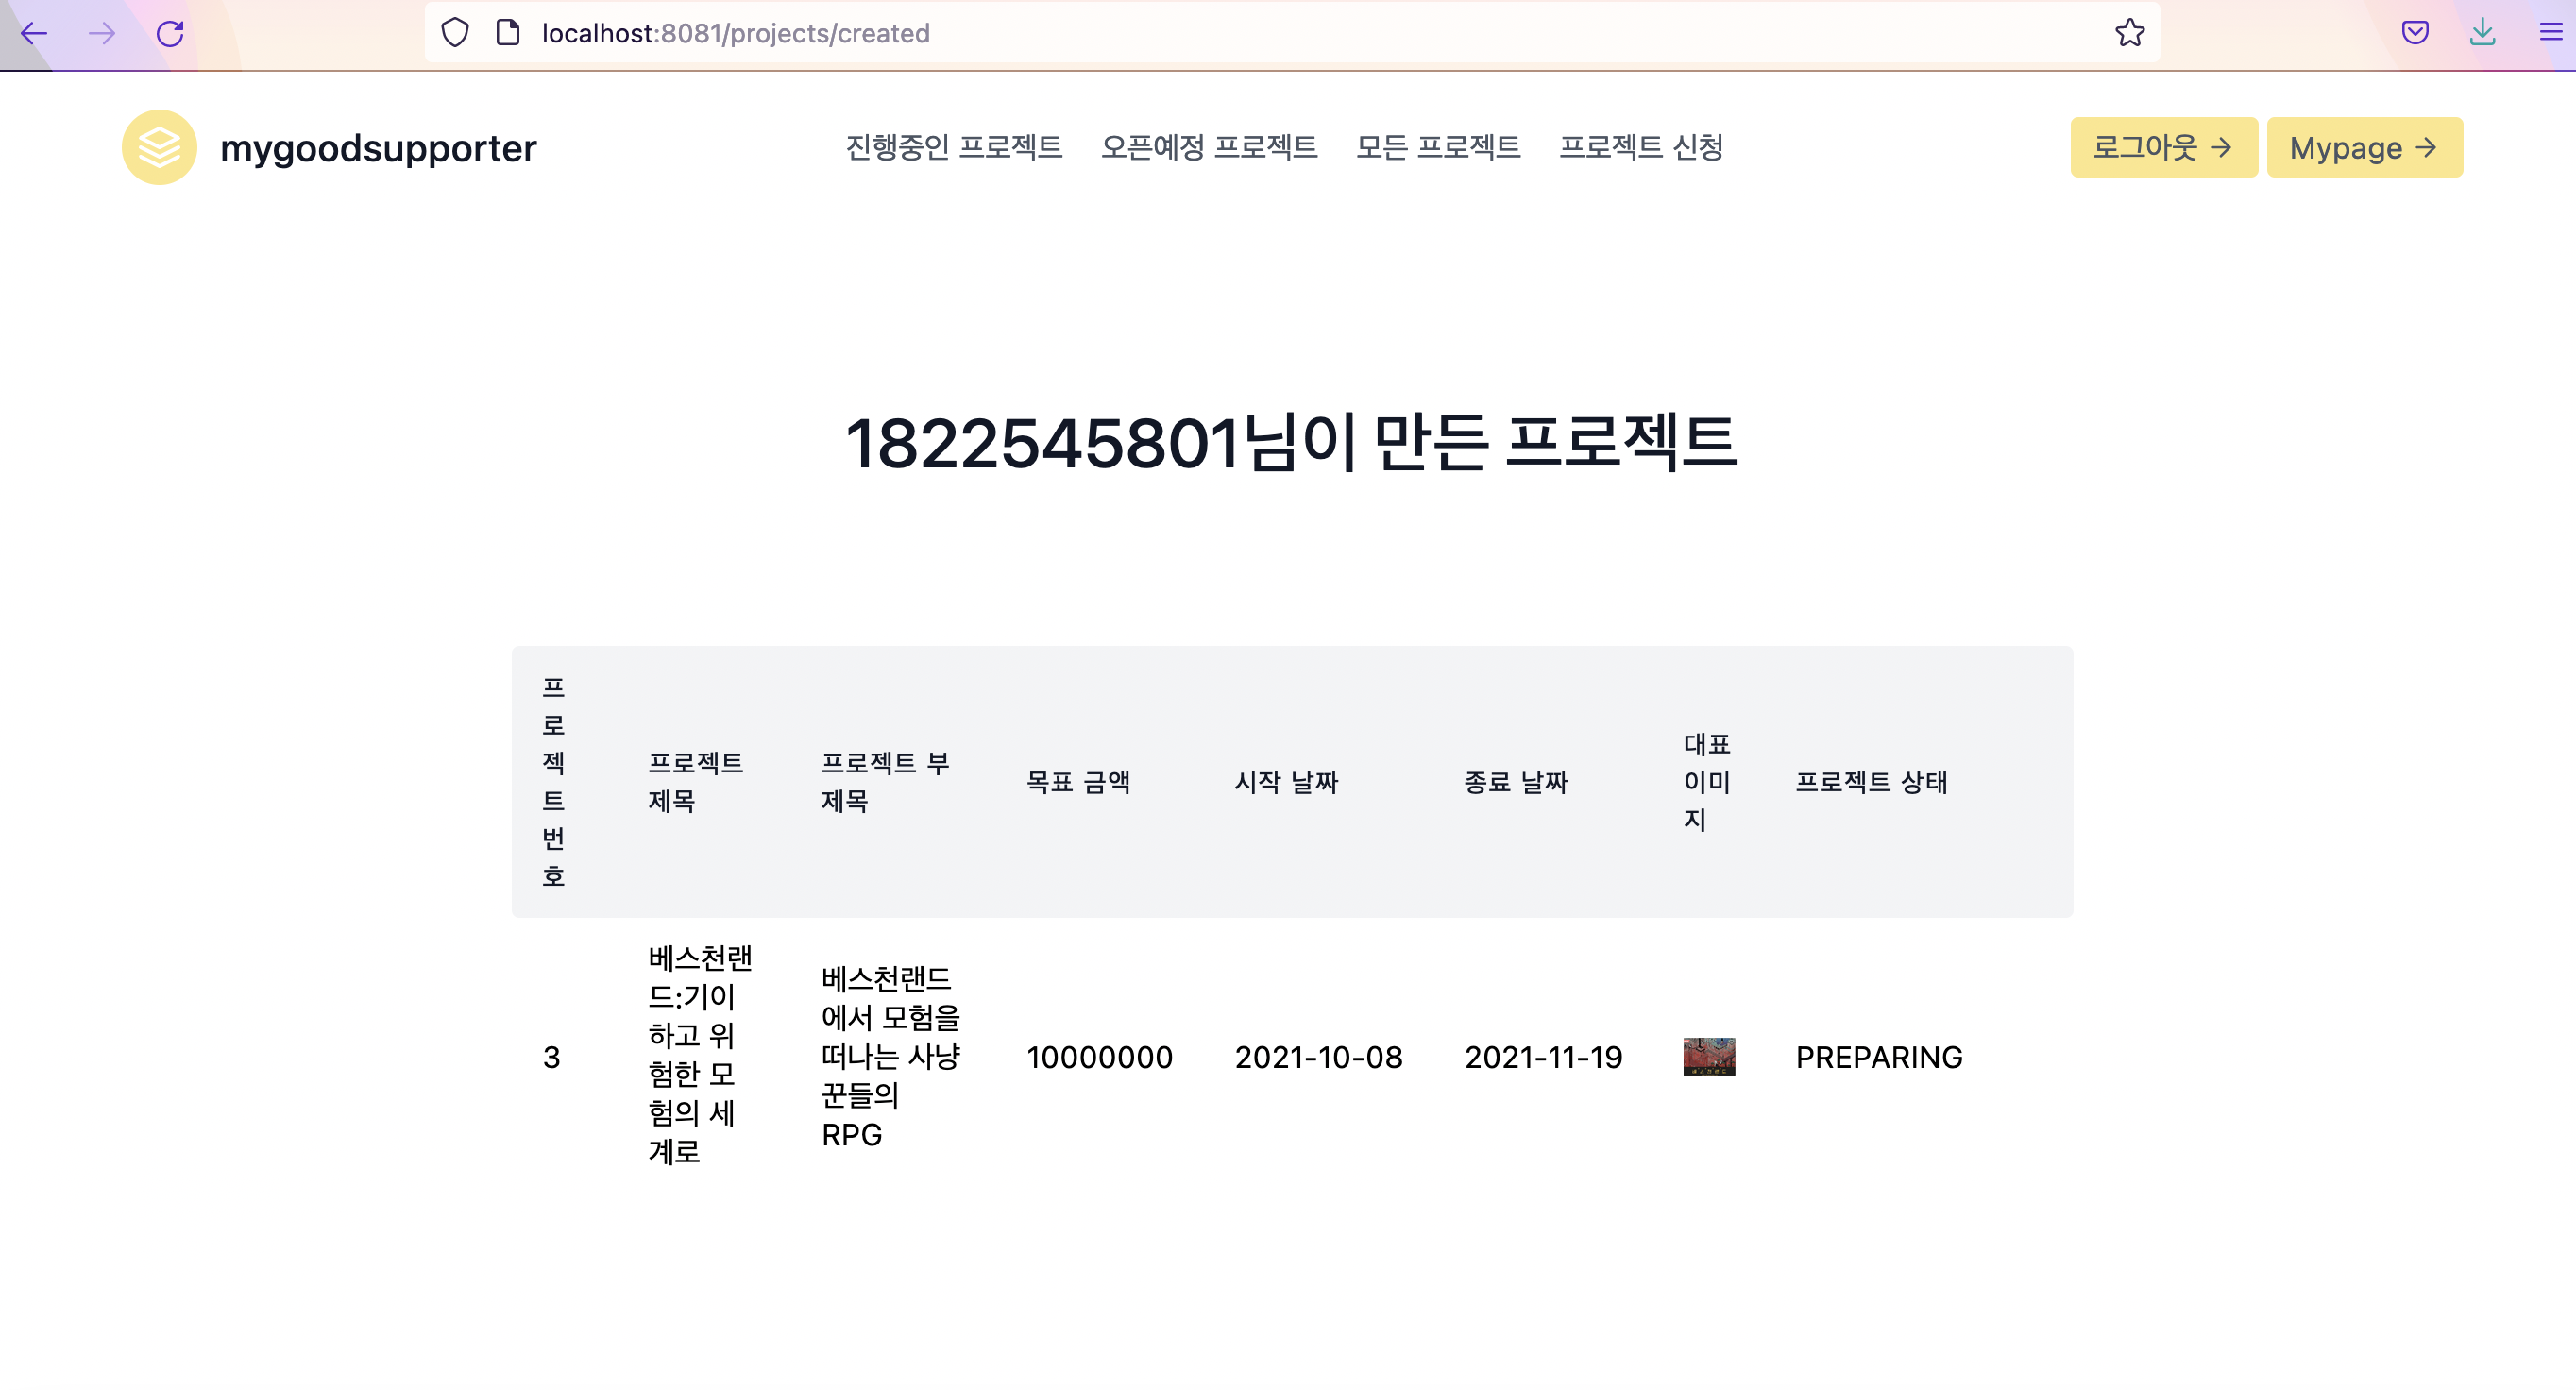 localhost:8081/projects/created
mygoodsupporter
진행중인 프로젝트
오픈예정 프로젝트
모든 프로젝트
프로젝트 신청
로그아웃 →
Mypage →
1822545801님이 만든 프로젝트
프
로
젝
트
번
호
프로젝트
제목
프로젝트 부
제목
목표 금액
시작 날짜
종료 날짜
대표
이미
지
프로젝트 상태
3
베스천랜
드:기이
하고 위
험한 모
험의 세
계로
베스천랜드
에서 모험을
떠나는 사냥
꾼들의
RPG
10000000
2021-10-08
2021-11-19
PREPARING